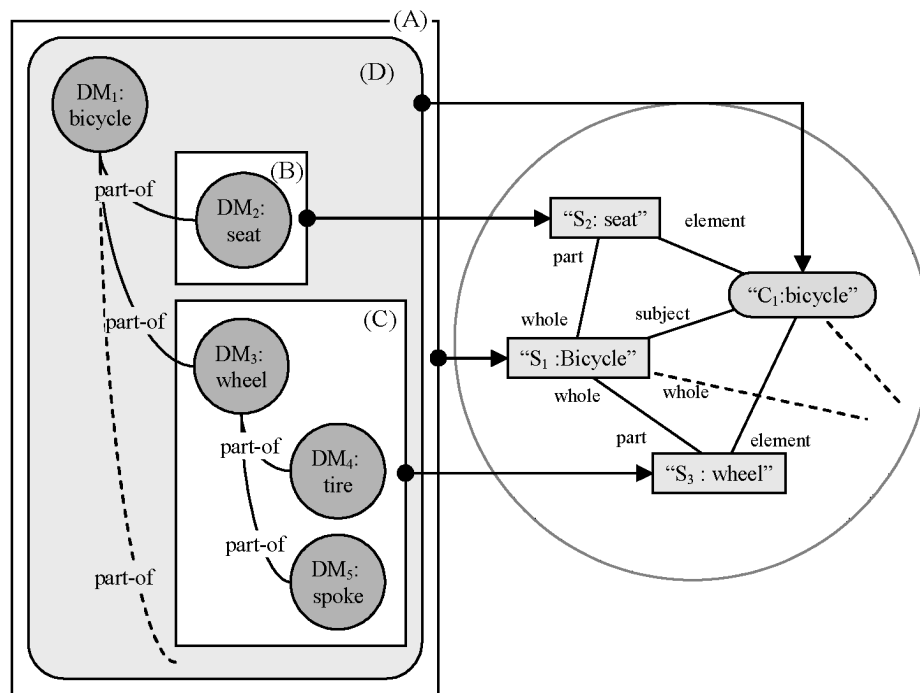 (A)
(D)
DM₁:
bicycle
part-of
(B)
DM₂:
seat
part-of
(C)
DM₃:
wheel
part-of
DM₄:
tire
part-of
DM₅:
spoke
part-of
“S₂: seat”
element
part
“C₁:bicycle”
whole
subject
“S₁ :Bicycle”
whole
whole
part
element
“S₃ : wheel”